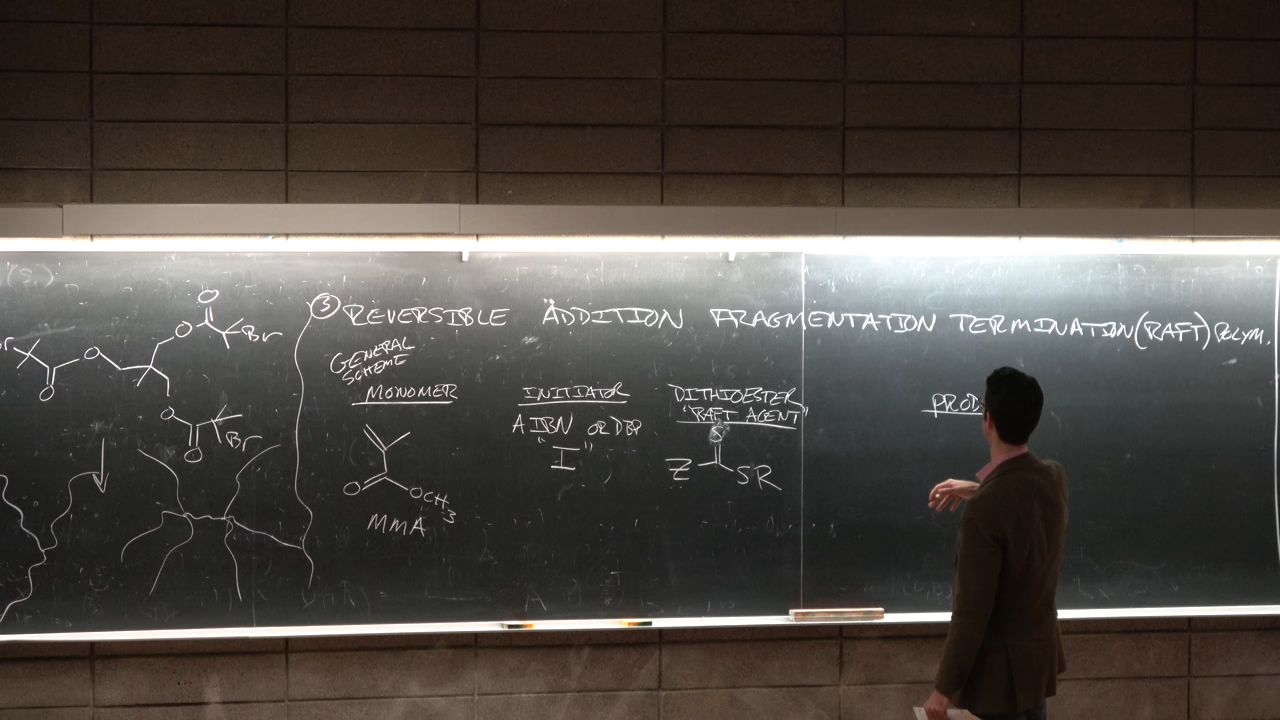 O
O
Br
O
O
O
O
Br
③ REVERSIBLE ADDITION FRAGMENTATION TERMINATION (RAFT) POLYM.
GENERAL
SCHEME
MONOMER
O
OCH3
MMA
INITIATOR
AIBN OR DBP
"I"
DITHIOESTER
"RAFT AGENT"
S
Z
SR
PROD